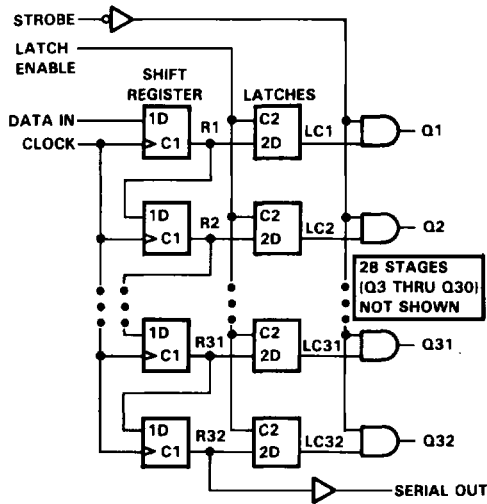 STROBE
LATCH
ENABLE
SHIFT
REGISTER
LATCHES
DATA IN
CLOCK
1D
C1
R1
C2
2D
LC1
Q1
1D
C1
R2
C2
2D
LC2
Q2
28 STAGES
(Q3 THRU Q30)
NOT SHOWN
1D
C1
R31
C2
2D
LC31
Q31
1D
C1
R32
C2
2D
LC32
Q32
SERIAL OUT